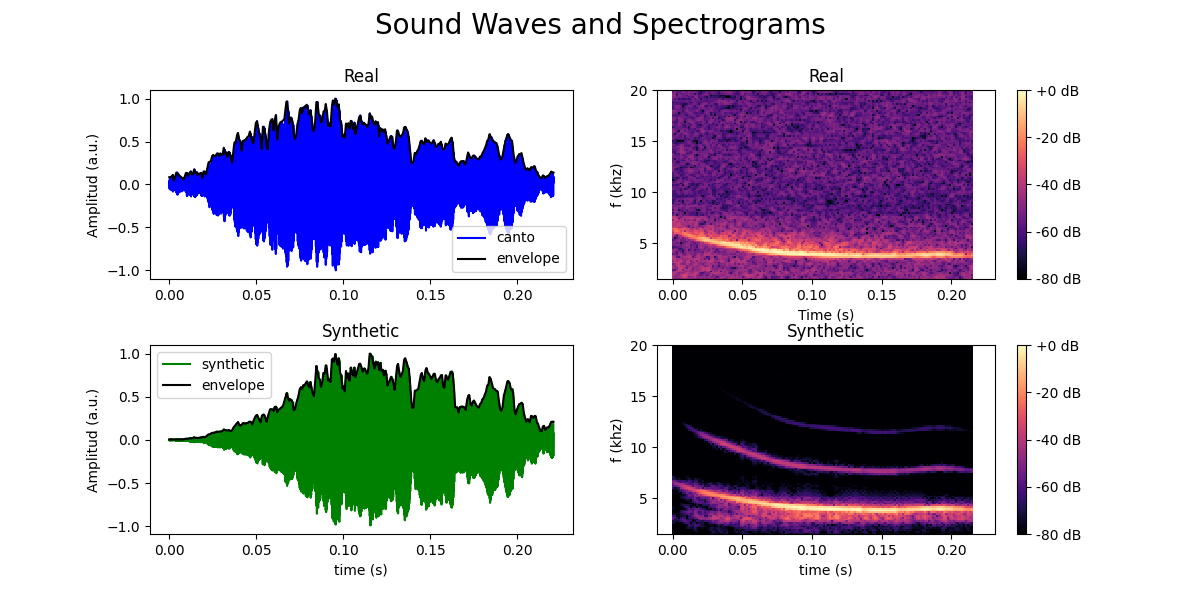 Sound Waves and Spectrograms
Real
1.0
0.5
0.0
−0.5
−1.0
Amplitud (a.u.)
canto
envelope
0.00 0.05 0.10 0.15 0.20
Real
20
15
10
5
f (khz)
0.00 0.05 0.10 0.15 0.20
Time (s)
+0 dB
-20 dB
-40 dB
-60 dB
-80 dB
Synthetic
1.0
0.5
0.0
−0.5
−1.0
Amplitud (a.u.)
synthetic
envelope
0.00 0.05 0.10 0.15 0.20
time (s)
Synthetic
20
15
10
5
f (khz)
0.00 0.05 0.10 0.15 0.20
time (s)
+0 dB
-20 dB
-40 dB
-60 dB
-80 dB